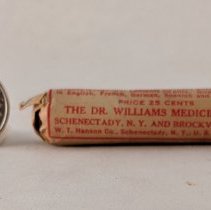 in English, French, German, Spanish and
PRICE 25 CENTS
THE DR. WILLIAMS MEDICI
SCHENECTADY, N. Y. AND BROCKV
W. T. Hanson Co., Schenectady, N. Y., U. S.